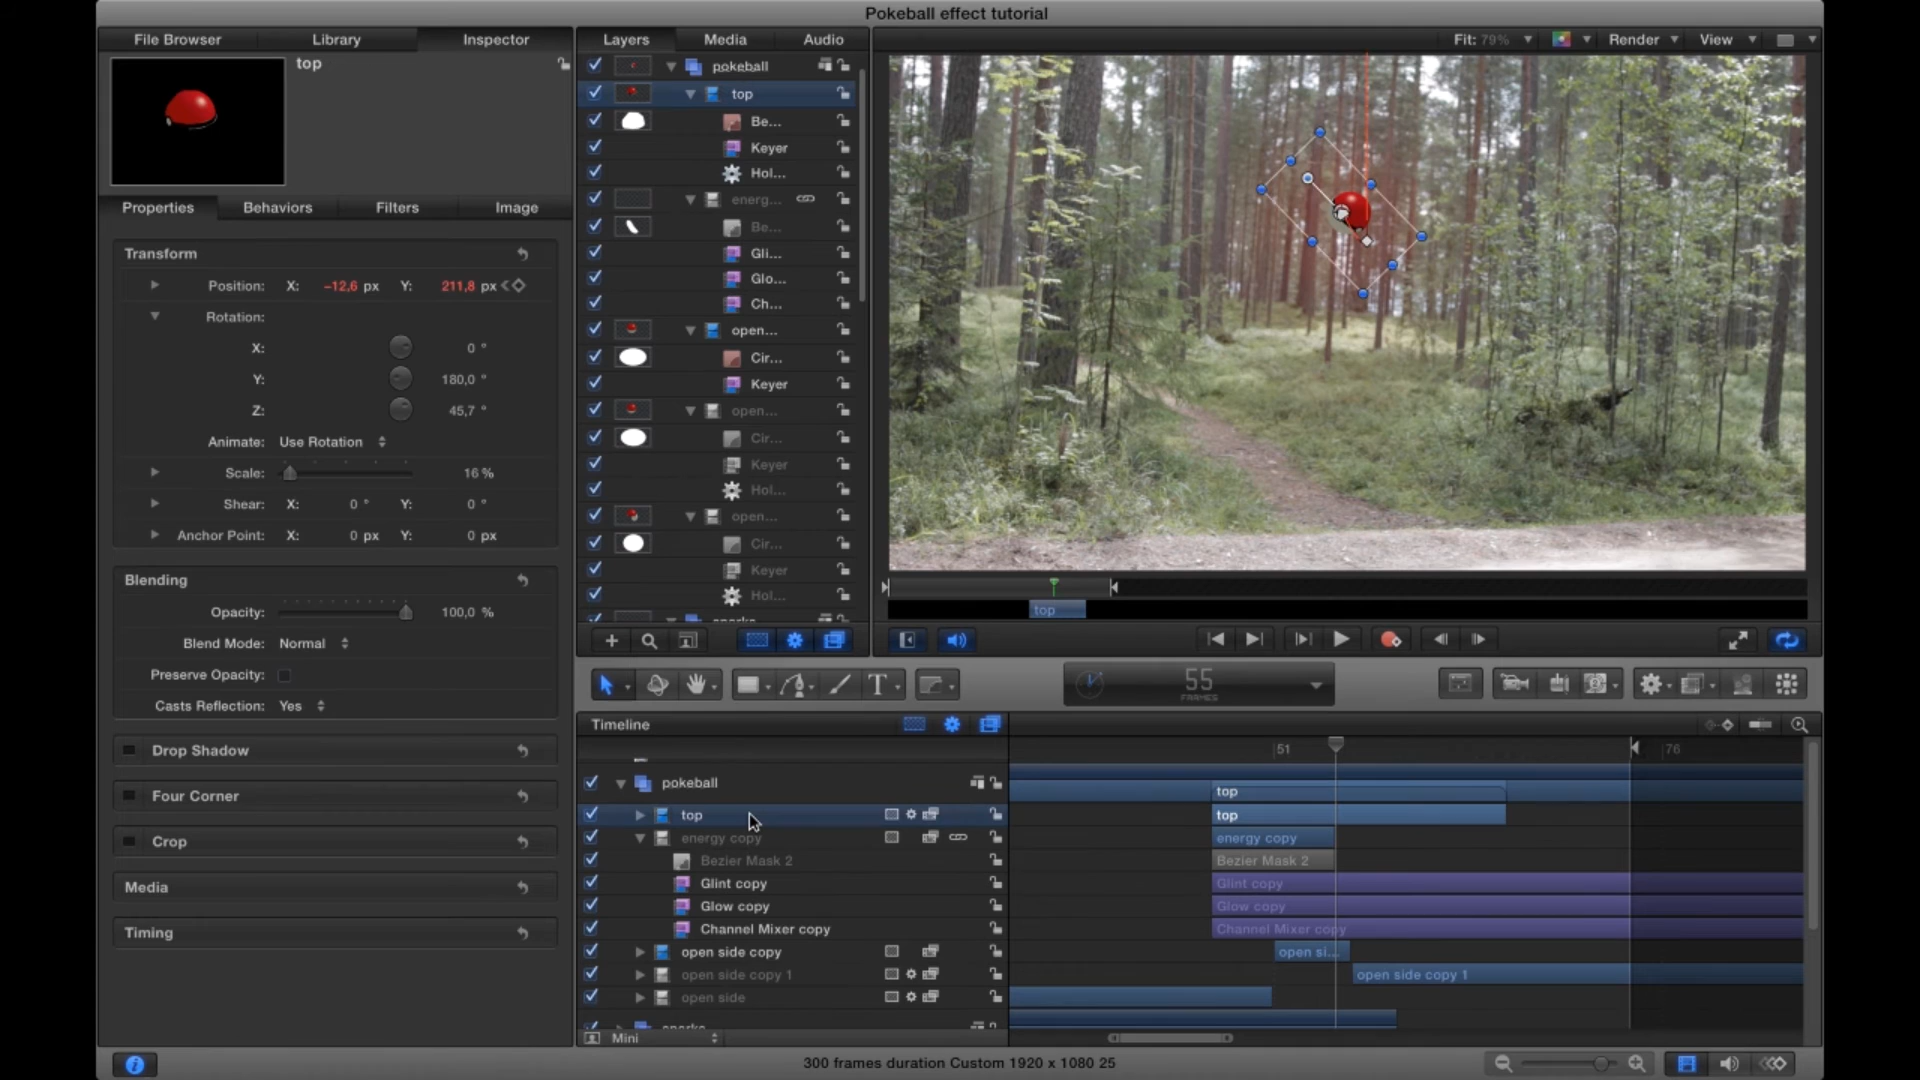 Pokeball effect tutorial
File Browser
Library
Inspector
top
Properties
Behaviors
Filters
Image
Transform
Position: X: −12,6 px Y: 211,8 px
Rotation:
X: 0 °
Y: 180,0 °
Z: 45,7 °
Animate: Use Rotation
Scale: 16 %
Shear: X: 0 ° Y: 0 °
Anchor Point: X: 0 px Y: 0 px
Blending
Opacity: 100,0 %
Blend Mode: Normal
Preserve Opacity:
Casts Reflection: Yes
Drop Shadow
Four Corner
Crop
Media
Timing
Layers
Media
Audio
pokeball
top
Be...
Keyer
Hol...
energ...
Be...
Gli...
Glo...
Ch...
open...
Cir...
Keyer
open...
Cir...
Keyer
Hol...
open...
Cir...
Keyer
Hol...
Fit: 79%
Render
View
top
T
55
FRAMES
Timeline
51
76
pokeball
top
top
top
energy copy
energy copy
Bezier Mask 2
Bezier Mask 2
Glint copy
Glint copy
Glow copy
Glow copy
Channel Mixer copy
Channel Mixer copy
open side copy
open si...
open side copy 1
open side copy 1
open side
Mini
300 frames duration Custom 1920 x 1080 25